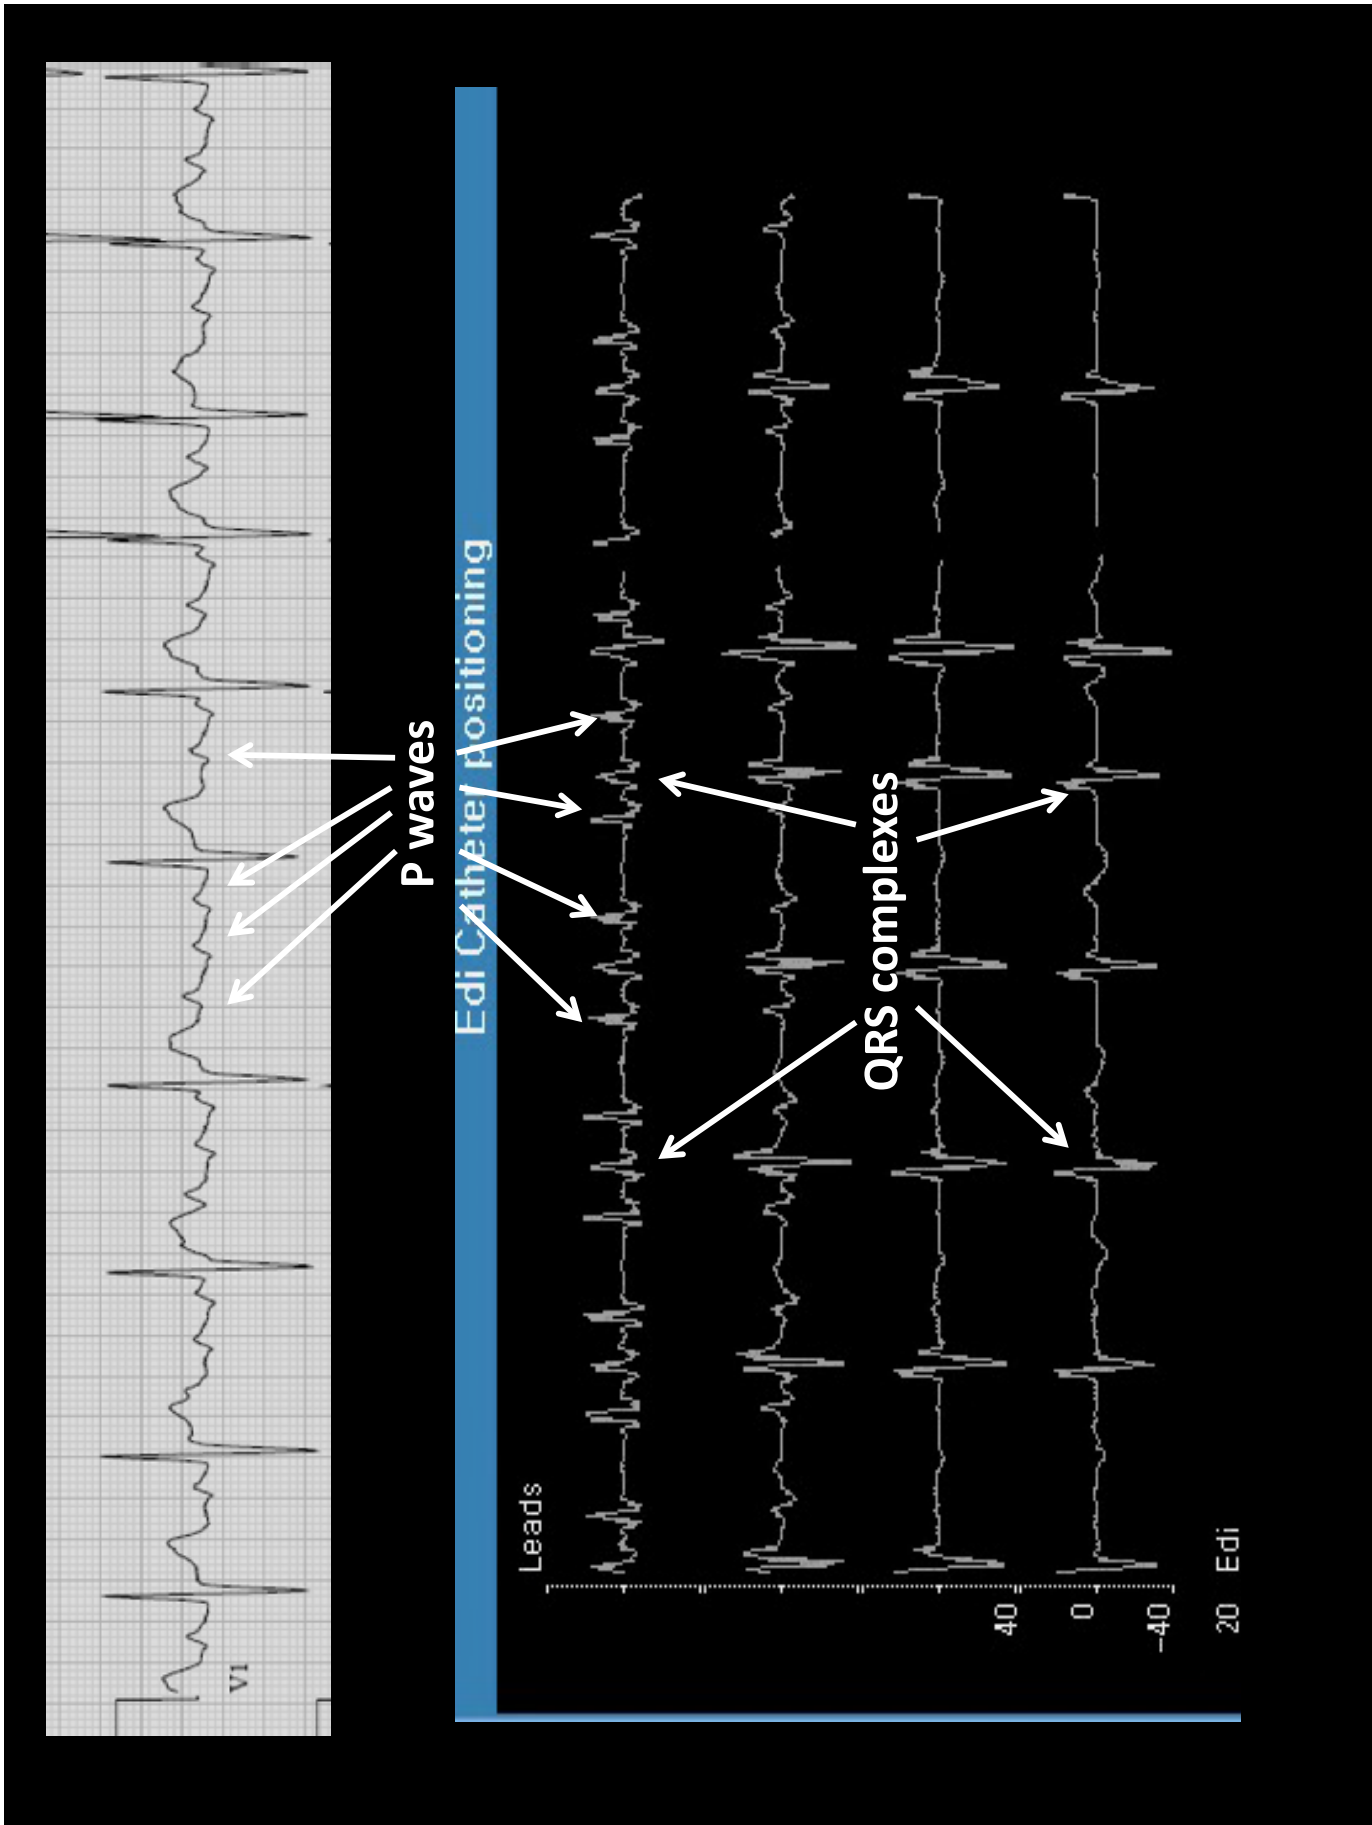 V1
P waves
Edi Catheter positioning
Leads
QRS complexes
40
0
-40
20 Edi